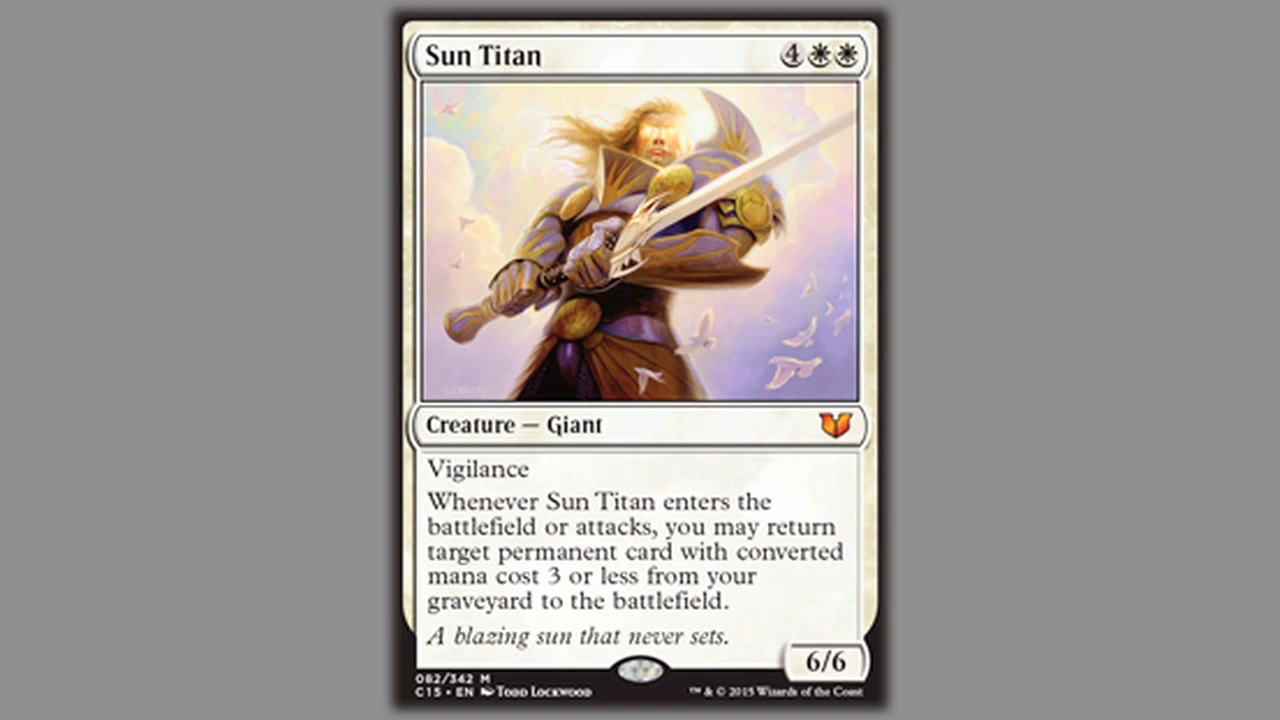 Sun Titan 4
Creature — Giant
Vigilance
Whenever Sun Titan enters the
battlefield or attacks, you may return
target permanent card with converted
mana cost 3 or less from your
graveyard to the battlefield.
A blazing sun that never sets.
6/6
082/342 M
C15 • EN Todd Lockwood
™ & © 2015 Wizards of the Coast